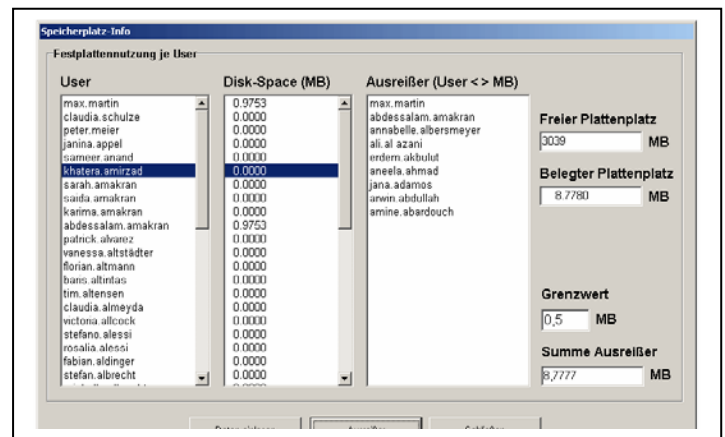 Speicherplatz-Info
Festplattennutzung je User
User
max.martin
claudia.schulze
peter.meier
janina.appel
sameer.anand
khatera.amirzad
sarah.amakran
saida.amakran
karima.amakran
abdessalam.amakran
patrick.alvarez
vanessa.altstädter
florian.altmann
baris.altintas
tim.altensen
claudia.almeyda
victoria.allcock
stefano.alessi
rosalia.alessi
fabian.aldinger
stefan.albrecht
Disk-Space (MB)
0.9753
0.0000
0.0000
0.0000
0.0000
0.0000
0.0000
0.0000
0.0000
0.9753
0.0000
0.0000
0.0000
0.0000
0.0000
0.0000
0.0000
0.0000
0.0000
0.0000
0.0000
Ausreißer (User <> MB)
max.martin
abdessalam.amakran
annabelle.albersmeyer
ali.al azani
erdem.akbulut
aneela.ahmad
jana.adamos
arwin.abdullah
amine.abardouch
Freier Plattenplatz
3039 MB
Belegter Plattenplatz
8.7780 MB
Grenzwert
0,5 MB
Summe Ausreißer
8,7777 MB